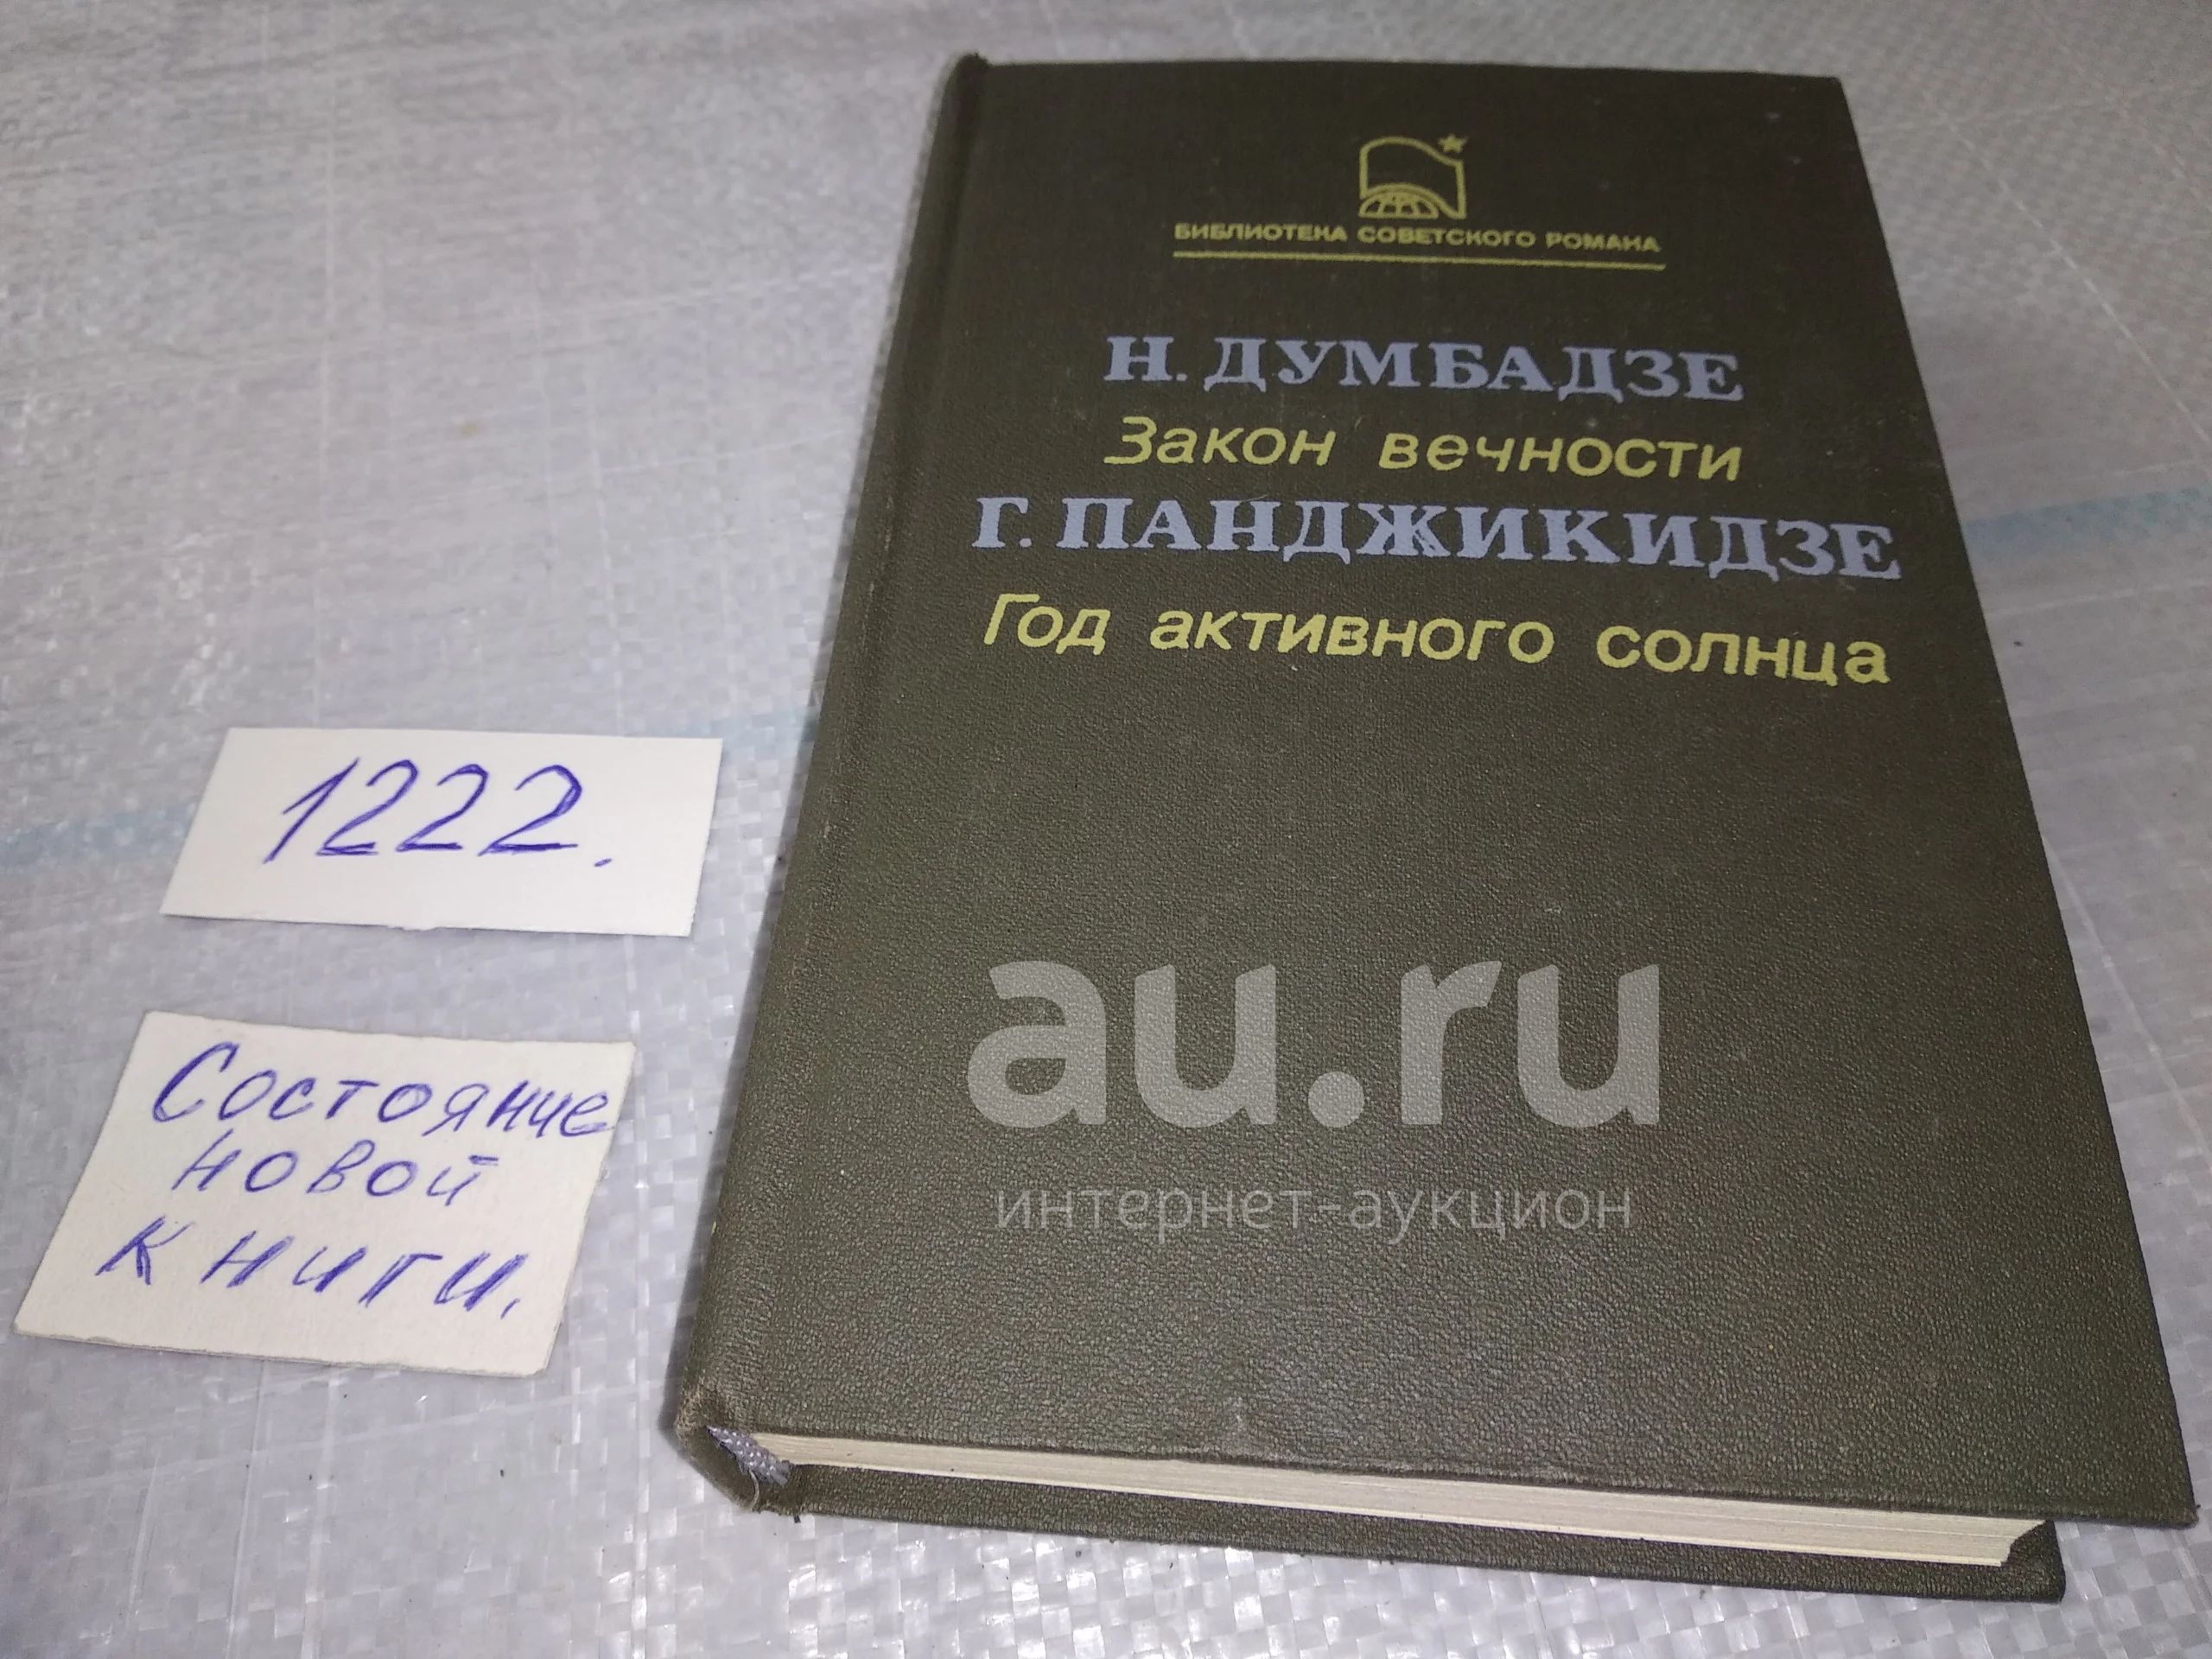 БИБЛИОТЕКА СОВЕТСКОГО РОМАНА
Н. ДУМБАДЗЕ
Закон вечности
Г. ПАНДЖИКИДЗЕ
Год активного солнца
1222.
Состояние
новой
книги.
au.ru
интернет-аукцион